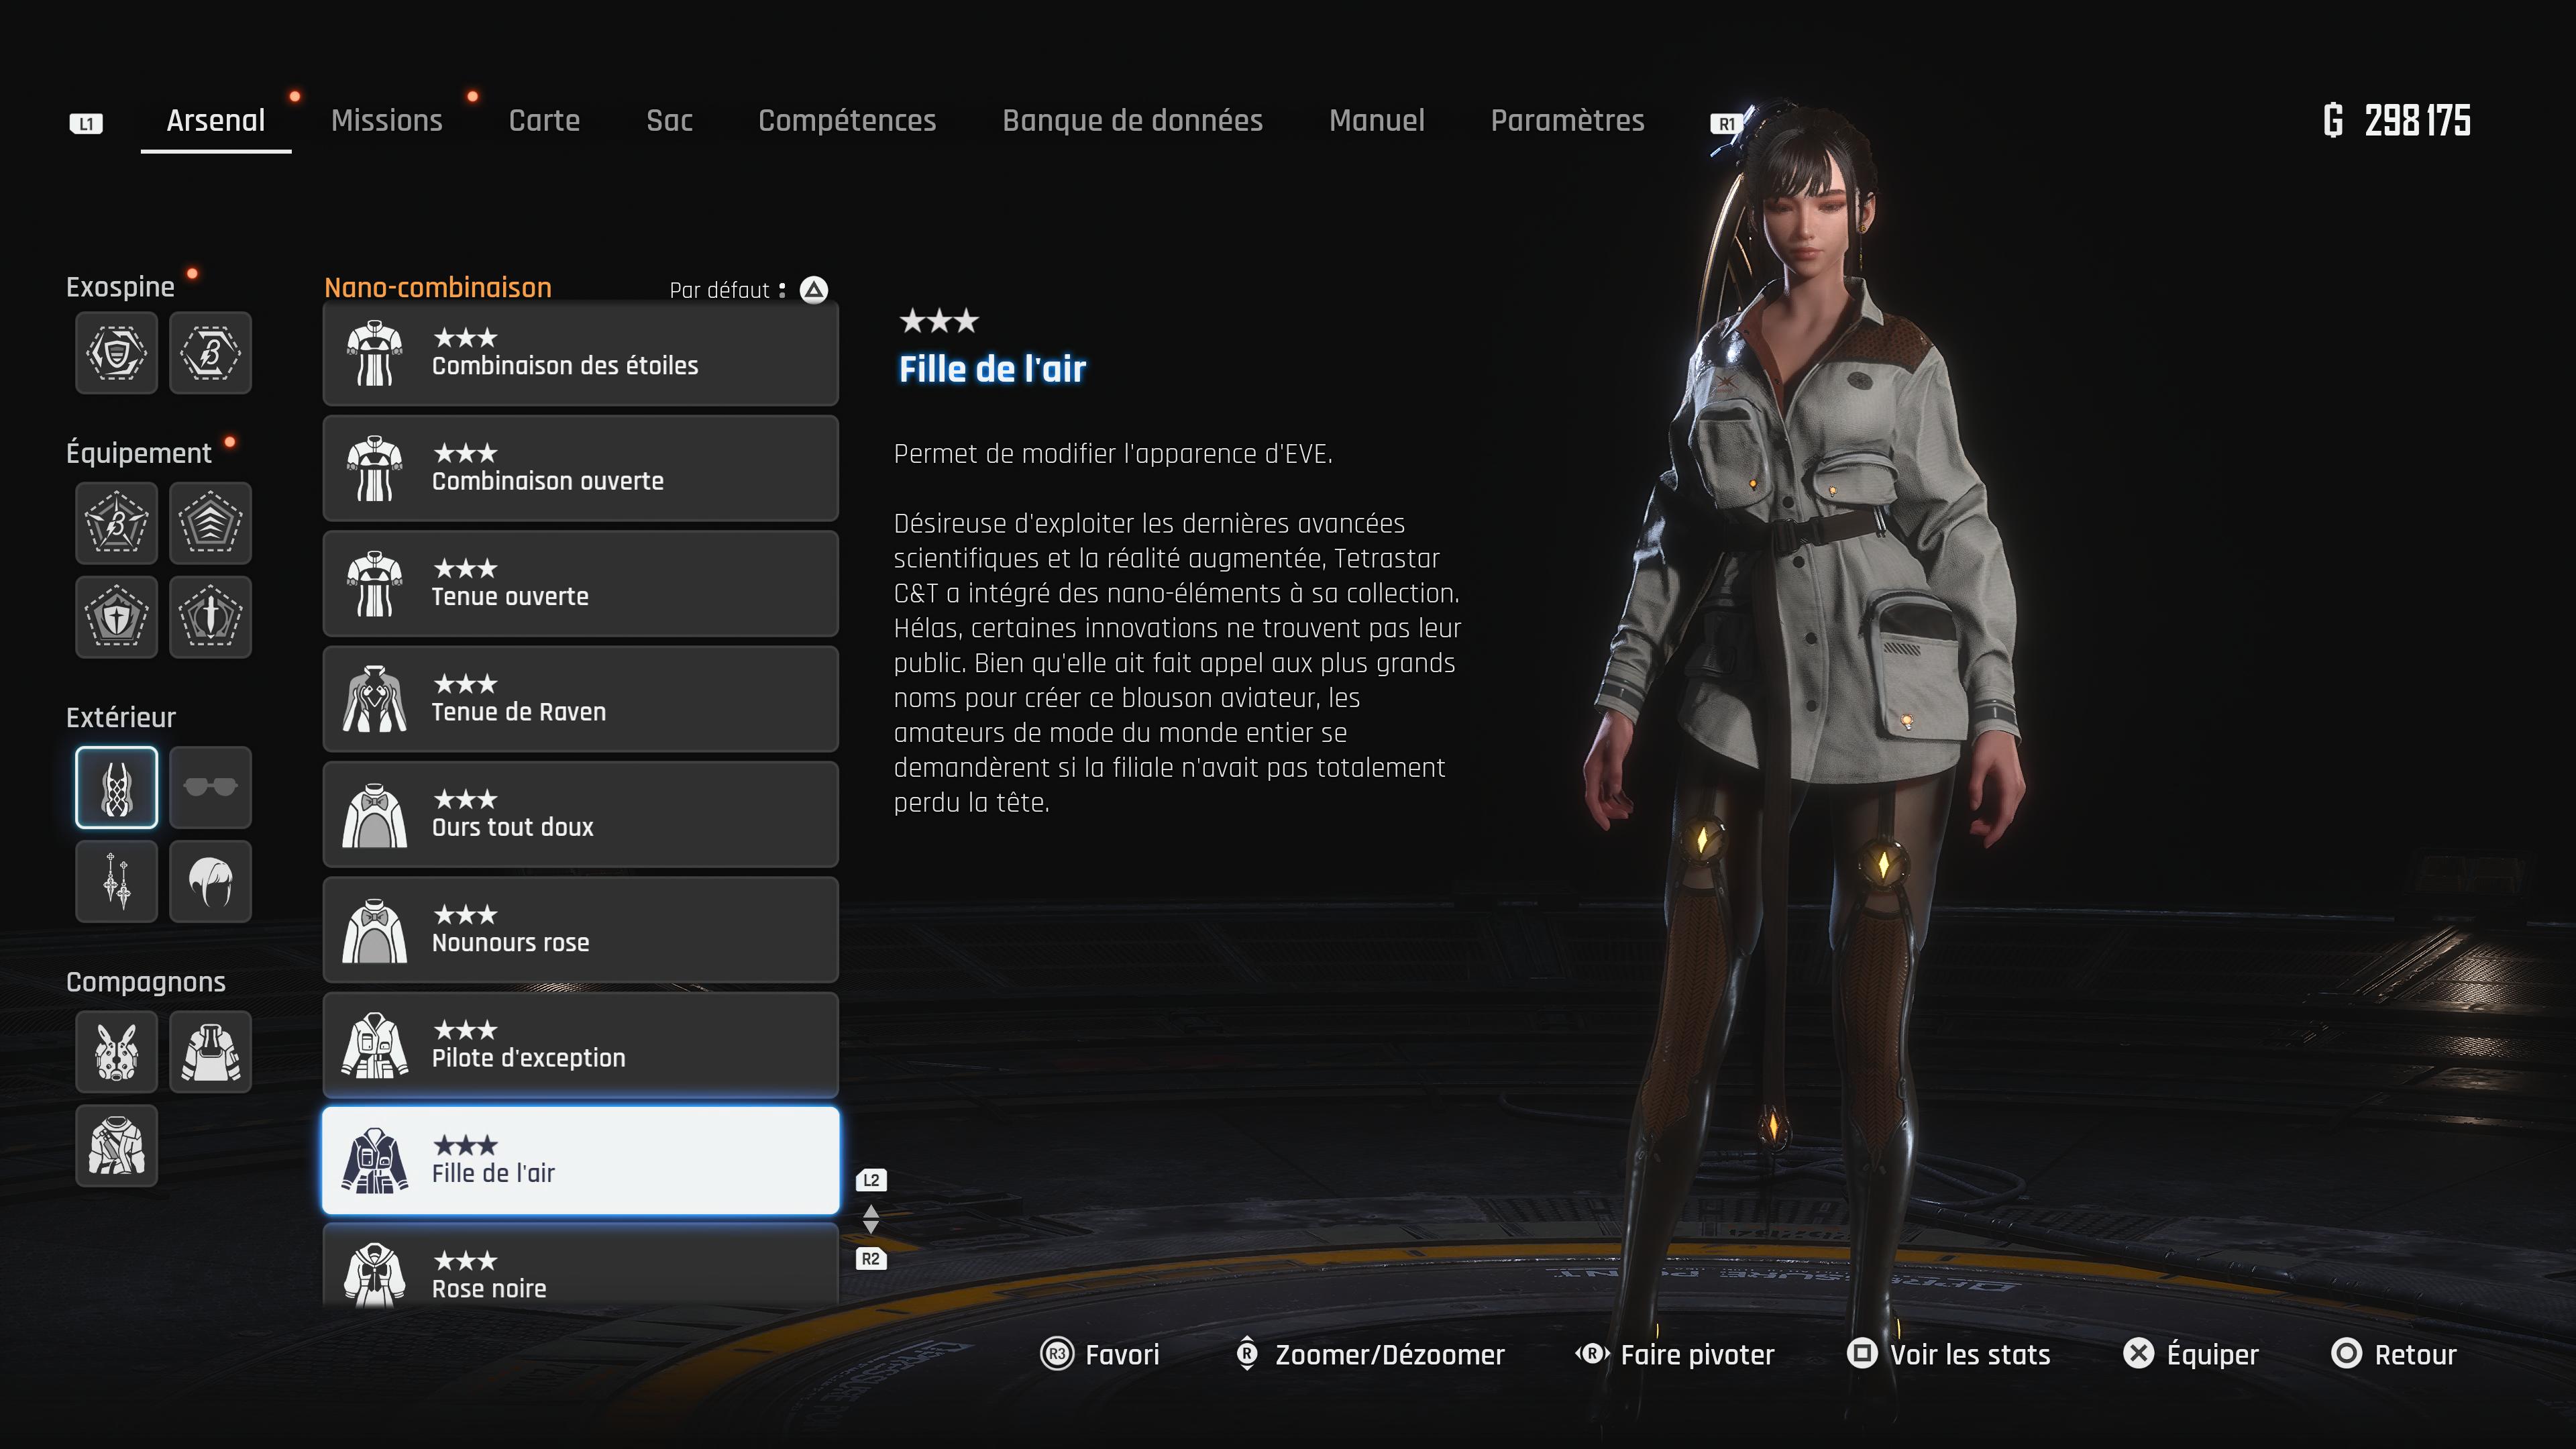 L1
Arsenal
Missions
Carte
Sac
Compétences
Banque de données
Manuel
Paramètres
R1
298 175
Exospine
Équipement
Extérieur
Compagnons
Nano-combinaison
Par défaut :
Combinaison des étoiles
Combinaison ouverte
Tenue ouverte
Tenue de Raven
Ours tout doux
Nounours rose
Pilote d'exception
Fille de l'air
Rose noire
L2
R2
Fille de l'air
Permet de modifier l'apparence d'EVE.
Désireuse d'exploiter les dernières avancées
scientifiques et la réalité augmentée, Tetrastar
C&T a intégré des nano-éléments à sa collection.
Hélas, certaines innovations ne trouvent pas leur
public. Bien qu'elle ait fait appel aux plus grands
noms pour créer ce blouson aviateur, les
amateurs de mode du monde entier se
demandèrent si la filiale n'avait pas totalement
perdu la tête.
R3 Favori
R Zoomer/Dézoomer
R Faire pivoter
Voir les stats
Équiper
Retour